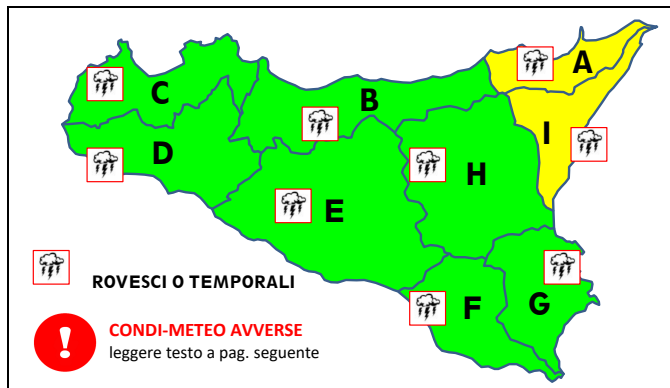 A
C
B
I
D
H
E
ROVESCI O TEMPORALI
F
G
!
CONDI-METEO AVVERSE
leggere testo a pag. seguente